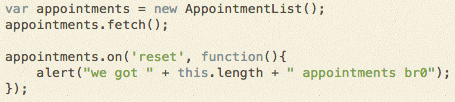 var appointments = new AppointmentList();
appointments.fetch();

appointments.on('reset', function(){
    alert("we got " + this.length + " appointments br0");
});